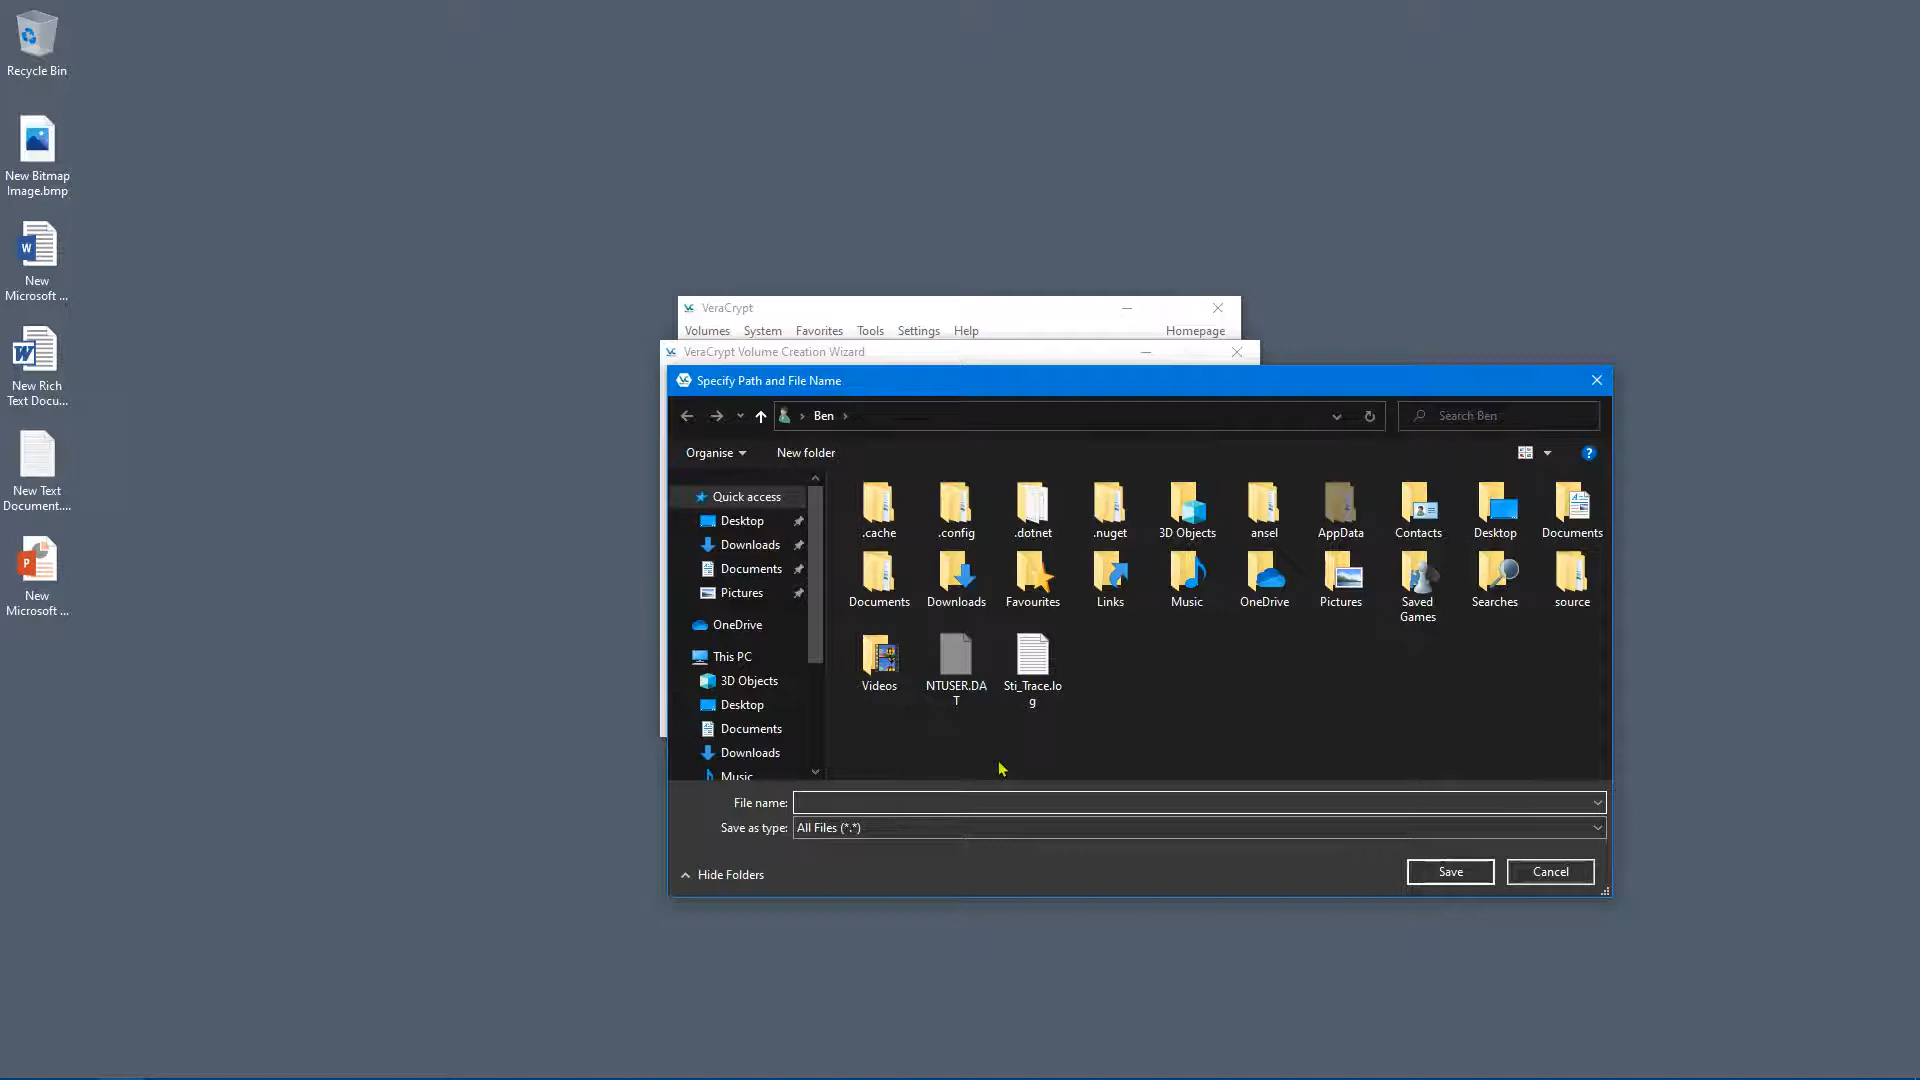 Recycle Bin
New Bitmap
Image.bmp
New
Microsoft ...
New Rich
Text Docu...
New Text
Document....
New
Microsoft ...
VeraCrypt
Volumes System Favorites Tools Settings Help Homepage
VeraCrypt Volume Creation Wizard
Specify Path and File Name
Ben
Search Ben
Organise New folder
Quick access
Desktop
Downloads
Documents
Pictures
OneDrive
This PC
3D Objects
Desktop
Documents
Downloads
Music
.cache .config .dotnet .nuget 3D Objects ansel AppData Contacts Desktop Documents
Documents Downloads Favourites Links Music OneDrive Pictures Saved Games Searches source
Videos NTUSER.DA
T Sti_Trace.lo
g
File name:
Save as type: All Files (*.*)
Hide Folders
Save Cancel